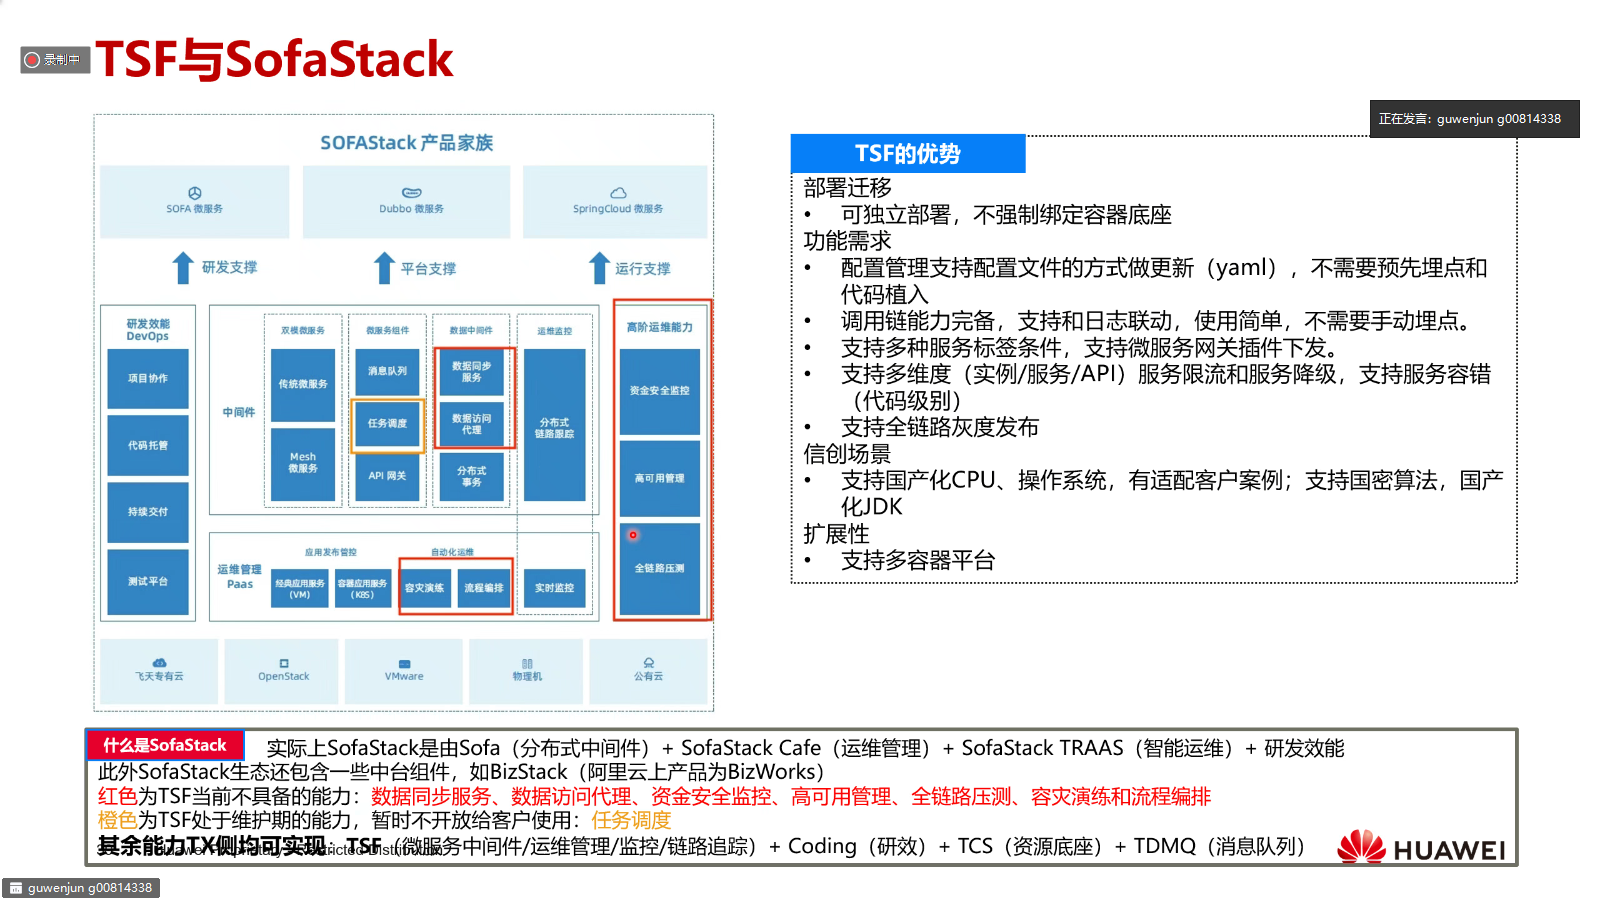 录制中
TSF与SofaStack
正在发言：guwenjun g00814338
SOFAStack 产品家族
SOFA 微服务
Dubbo 微服务
SpringCloud 微服务
研发支撑
平台支撑
运行支撑
研发效能
DevOps
项目协作
代码托管
持续交付
测试平台
中间件
双模微服务
传统微服务
Mesh
微服务
微服务组件
消息队列
任务调度
API 网关
数据中间件
数据同步
服务
数据访问
代理
分布式
事务
运维监控
分布式
链路跟踪
高阶运维能力
资金安全监控
高可用管理
全链路压测
运维管理
Paas
应用发布管控
经典应用服务
(VM)
容器应用服务
(K8S)
自动化运维
容灾演练
流程编排
实时监控
飞天专有云
OpenStack
VMware
物理机
公有云
TSF的优势
部署迁移
• 可独立部署，不强制绑定容器底座
功能需求
• 配置管理支持配置文件的方式做更新（yaml），不需要预先埋点和
代码植入
• 调用链能力完备，支持和日志联动，使用简单，不需要手动埋点。
• 支持多种服务标签条件，支持微服务网关插件下发。
• 支持多维度（实例/服务/API）服务限流和服务降级，支持服务容错
（代码级别）
• 支持全链路灰度发布
信创场景
• 支持国产化CPU、操作系统，有适配客户案例；支持国密算法，国产
化JDK
扩展性
• 支持多容器平台
什么是SofaStack
实际上SofaStack是由Sofa（分布式中间件）+ SofaStack Cafe（运维管理）+ SofaStack TRAAS（智能运维）+ 研发效能
此外SofaStack生态还包含一些中台组件，如BizStack（阿里云上产品为BizWorks）
红色为TSF当前不具备的能力：数据同步服务、数据访问代理、资金安全监控、高可用管理、全链路压测、容灾演练和流程编排
橙色为TSF处于维护期的能力，暂时不开放给客户使用：任务调度
其余能力TX侧均可实现：TSF（微服务中间件/运维管理/监控/链路追踪）+ Coding（研效）+ TCS（资源底座）+ TDMQ（消息队列）
Huawei Proprietary Restricted Distribution
HUAWEI
guwenjun g00814338